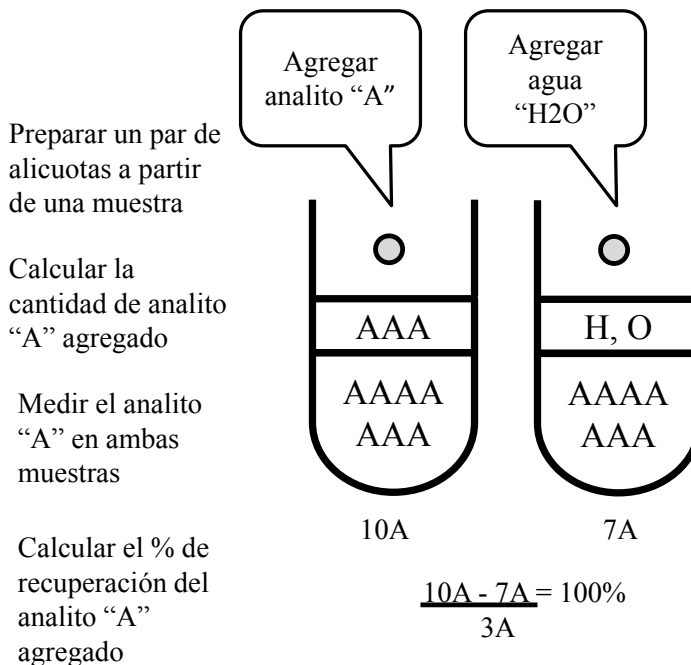 Agregar
analito “A”
Agregar
agua
“H2O”
Preparar un par de
alicuotas a partir
de una muestra
Calcular la
cantidad de analito
“A” agregado
AAA
H, O
Medir el analito
“A” en ambas
muestras
AAAA
AAA
AAAA
AAA
10A
7A
Calcular el % de
recuperación del
analito “A”
agregado
10A - 7A = 100%
3A